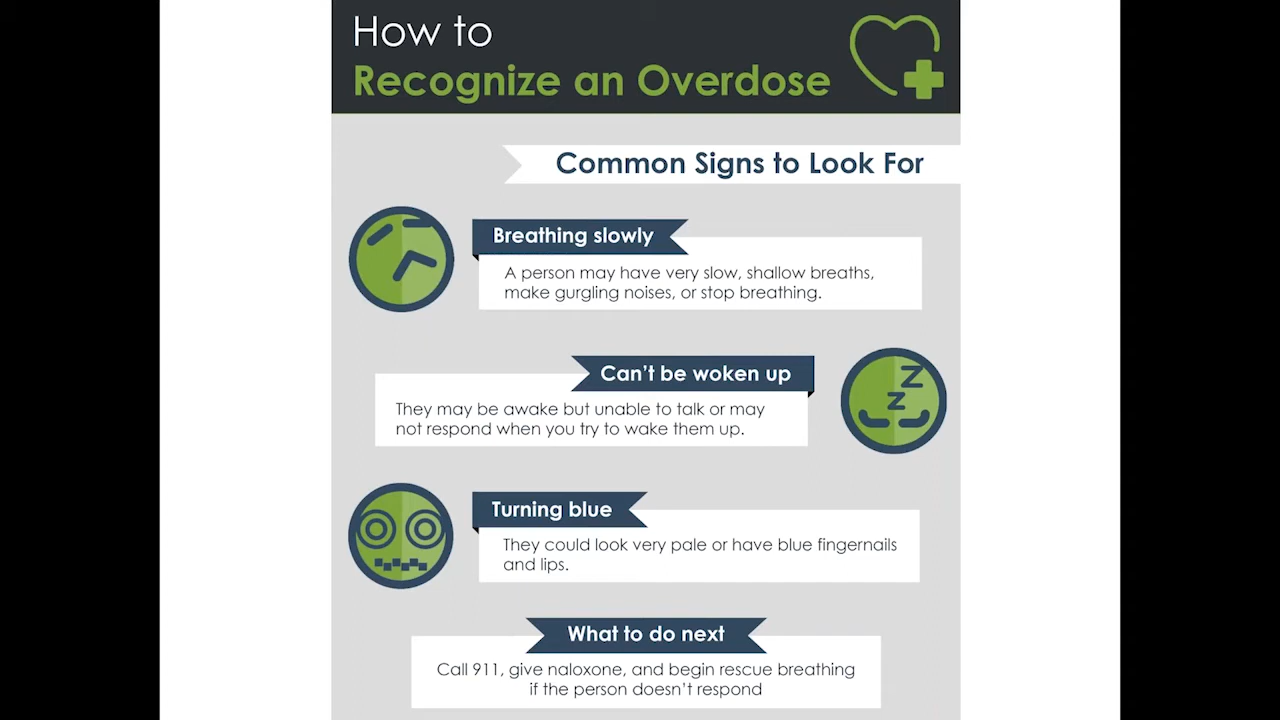 How to
Recognize an Overdose
Common Signs to Look For
Breathing slowly
A person may have very slow, shallow breaths,
make gurgling noises, or stop breathing.
Can't be woken up
They may be awake but unable to talk or may
not respond when you try to wake them up.
Z
z
Turning blue
They could look very pale or have blue fingernails
and lips.
What to do next
Call 911, give naloxone, and begin rescue breathing
if the person doesn't respond